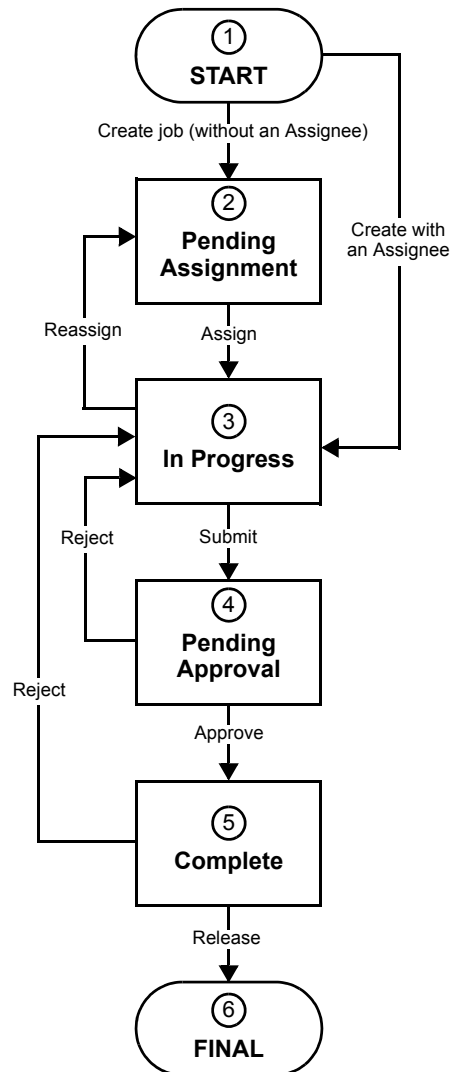 1
START
Create job (without an Assignee)
Create with
an Assignee
2
Pending
Assignment
Reassign
Assign
3
In Progress
Reject
Submit
4
Pending
Approval
Reject
Approve
5
Complete
Release
6
FINAL